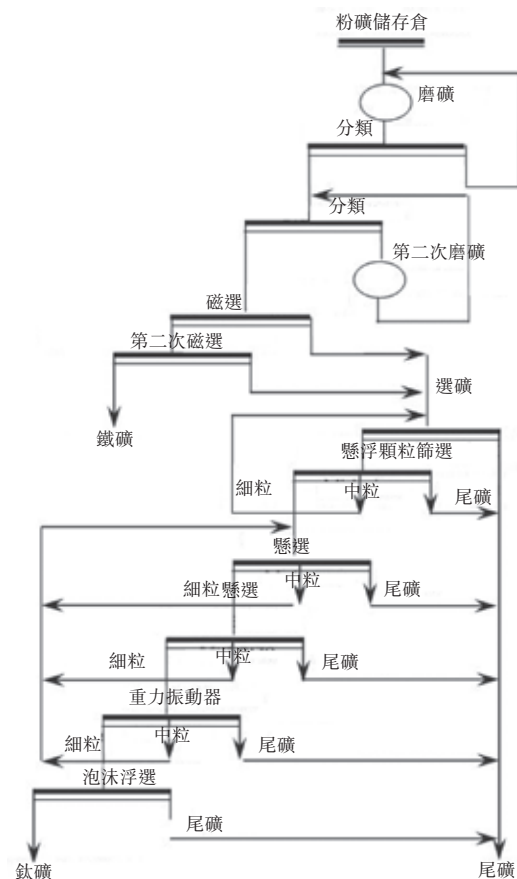 粉礦儲存倉
磨礦
分類
分類
第二次磨礦
磁選
第二次磁選
選礦
鐵礦
懸浮顆粒篩選
細粒
中粒
尾礦
懸選
中粒
細粒懸選
尾礦
細粒
中粒
尾礦
重力振動器
細粒
中粒
尾礦
泡沫浮選
尾礦
鈦礦
尾礦